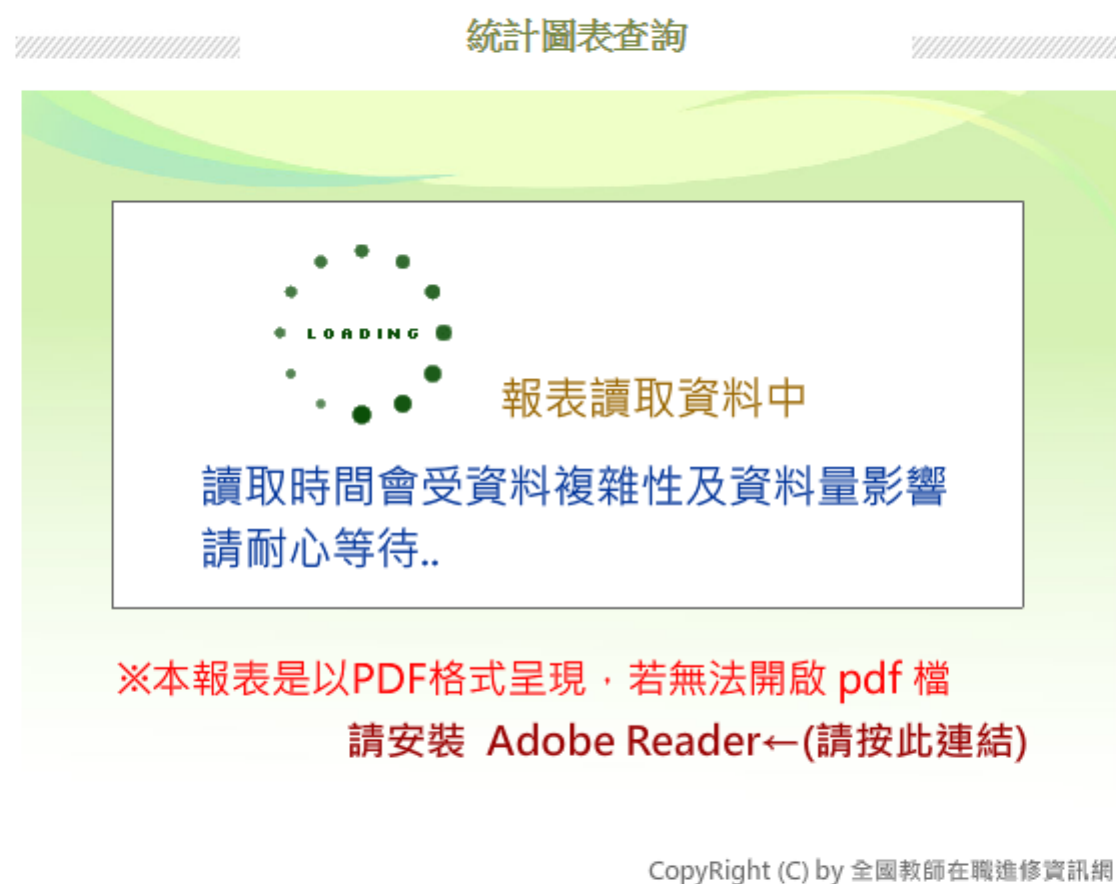 統計圖表查詢
LOADING
報表讀取資料中
讀取時間會受資料複雜性及資料量影響
請耐心等待..
※本報表是以PDF格式呈現，若無法開啟 pdf 檔
請安裝 Adobe Reader←(請按此連結)
CopyRight (C) by 全國教師在職進修資訊網